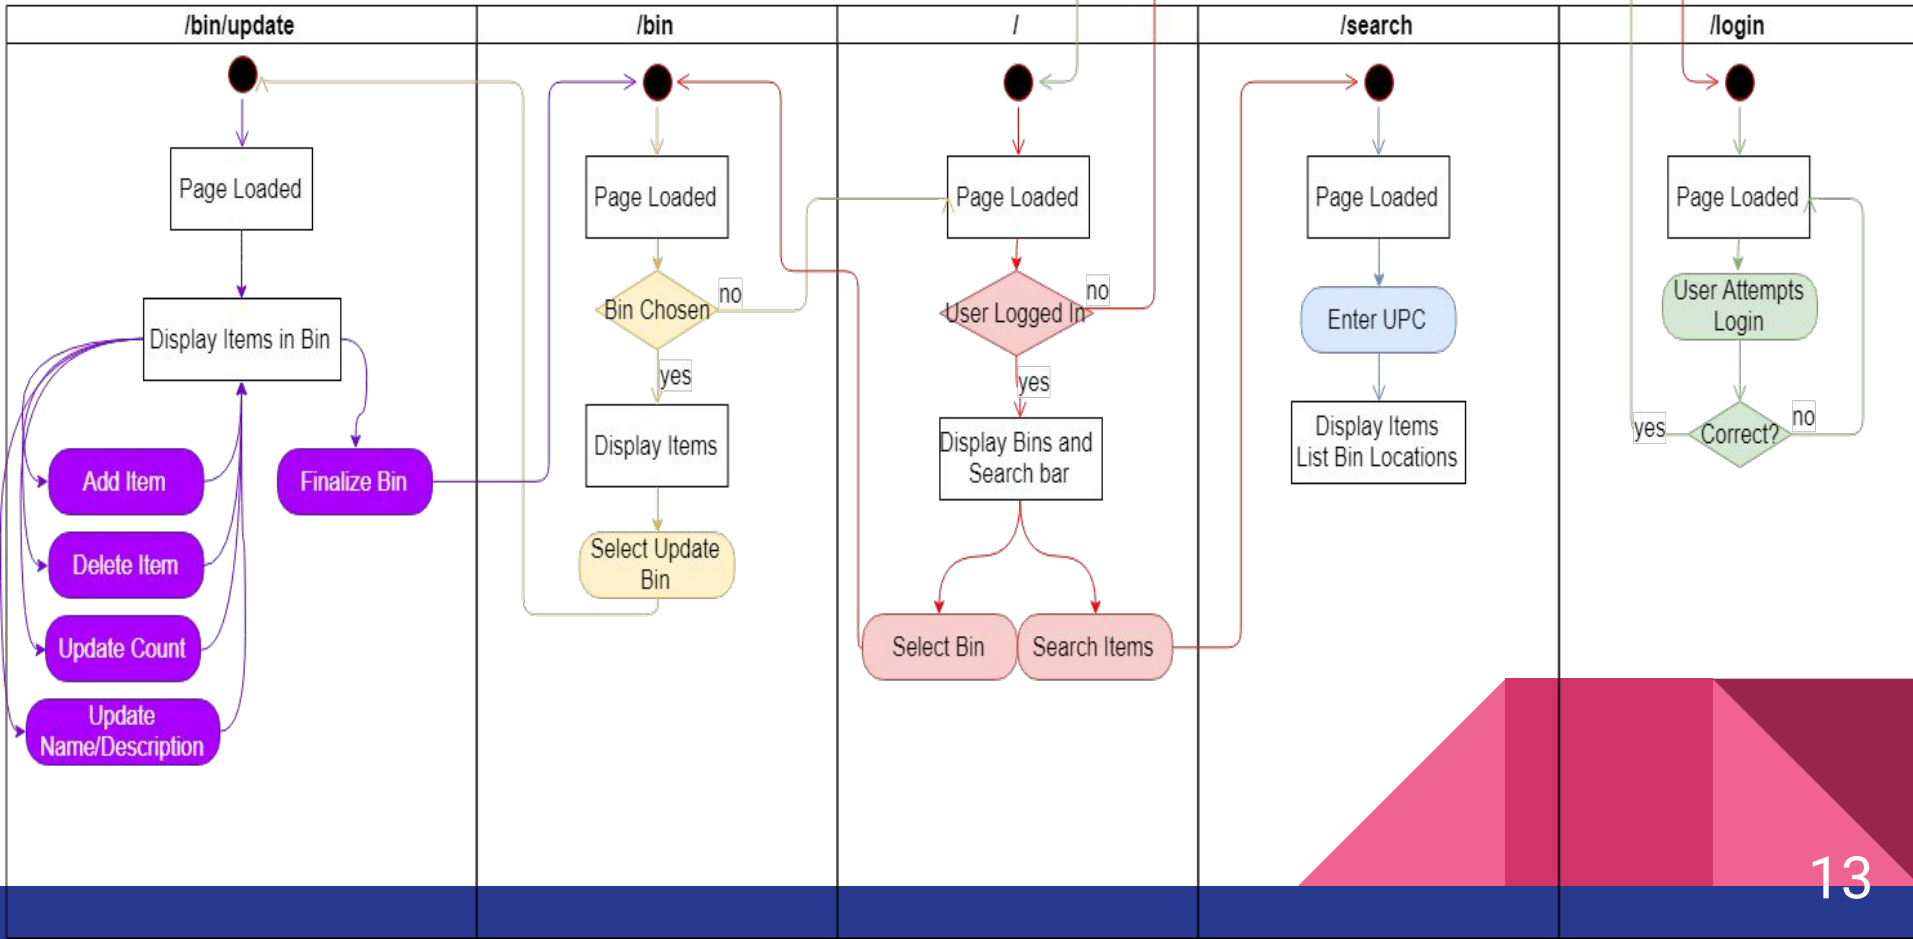 /bin/update
/bin
/
/search
/login
Page Loaded
Display Items in Bin
Add Item
Finalize Bin
Delete Item
Update Count
Update
Name/Description
Page Loaded
Bin Chosen
no
yes
Display Items
Select Update
Bin
Page Loaded
User Logged In
no
yes
Display Bins and
Search bar
Select Bin
Search Items
Page Loaded
Enter UPC
Display Items
List Bin Locations
Page Loaded
User Attempts
Login
yes
Correct?
no
13